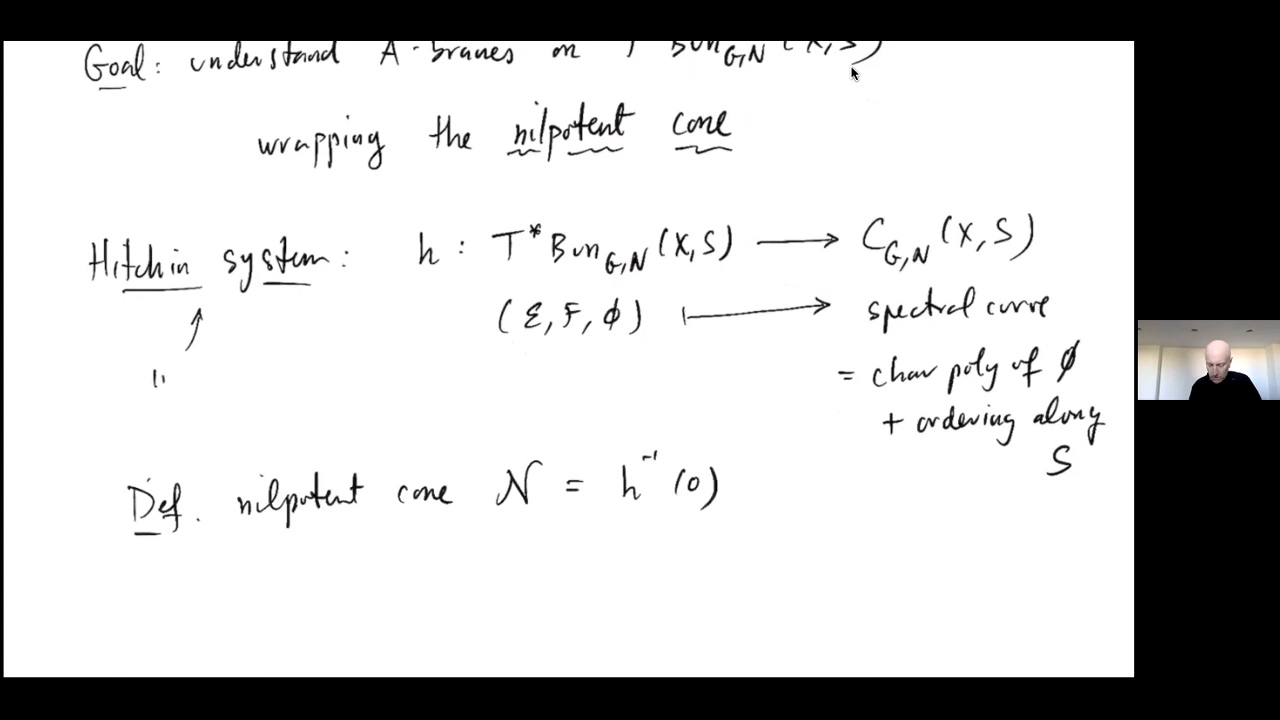 Goal: understand A-branes on T* Bun_{G,N} (X,S)
wrapping the nilpotent cone
Hitchin system: h : T* Bun_{G,N} (X,S) ⟶ C_{G,N} (X,S)
(ℰ, F, ϕ) ⟼ spectral curve
= char poly of ϕ
+ ordering along
S
Def. nilpotent cone 𝒩 = h⁻¹(0)